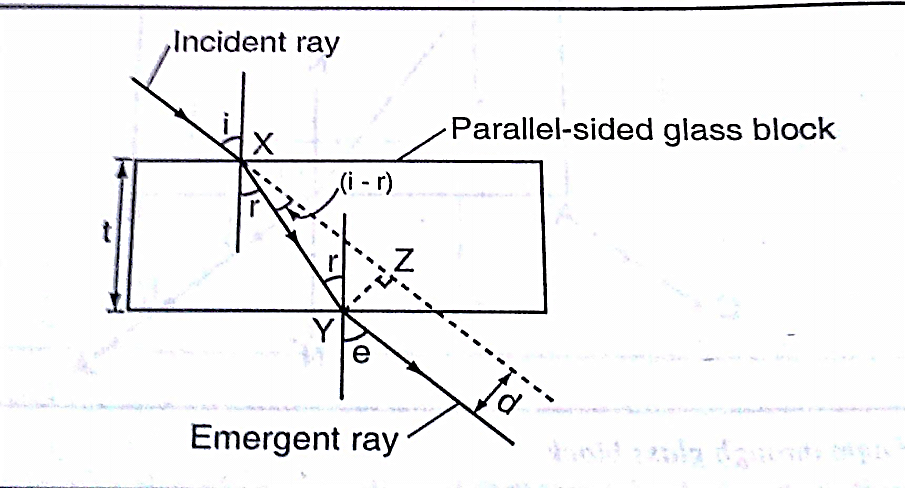 Incident ray
i
X
Parallel-sided glass block
(i - r)
r
t
r
Z
Y
e
d
Emergent ray